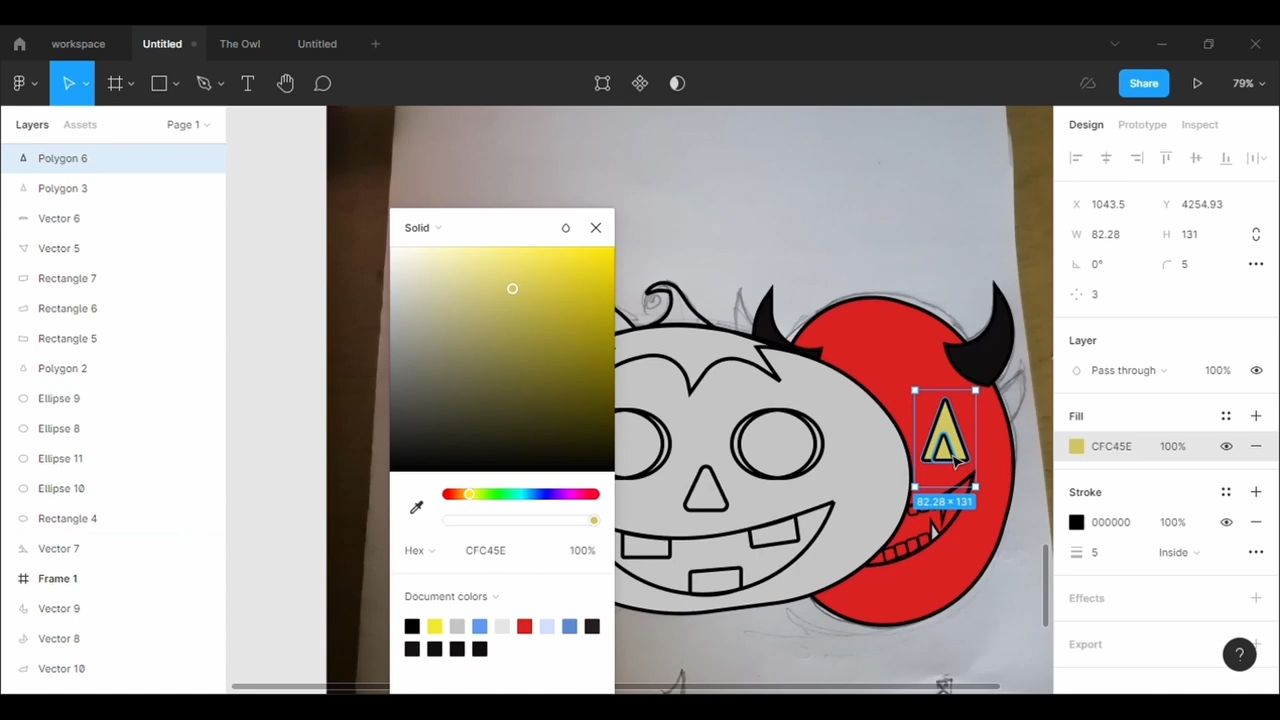 workspace
Untitled
The Owl
Untitled
Share
79%
Layers
Assets
Page 1
Design
Prototype
Inspect
Polygon 6
Polygon 3
Vector 6
Vector 5
Rectangle 7
Rectangle 6
Rectangle 5
Polygon 2
Ellipse 9
Ellipse 8
Ellipse 11
Ellipse 10
Rectangle 4
Vector 7
Frame 1
Vector 9
Vector 8
Vector 10
Solid
Hex
CFC45E
100%
Document colors
82.28 × 131
X 1043.5 Y 4254.93
W 82.28 H 131
0° 5
3
Layer
Pass through 100%
Fill
CFC45E 100%
Stroke
000000 100%
5 Inside
Effects
Export
?